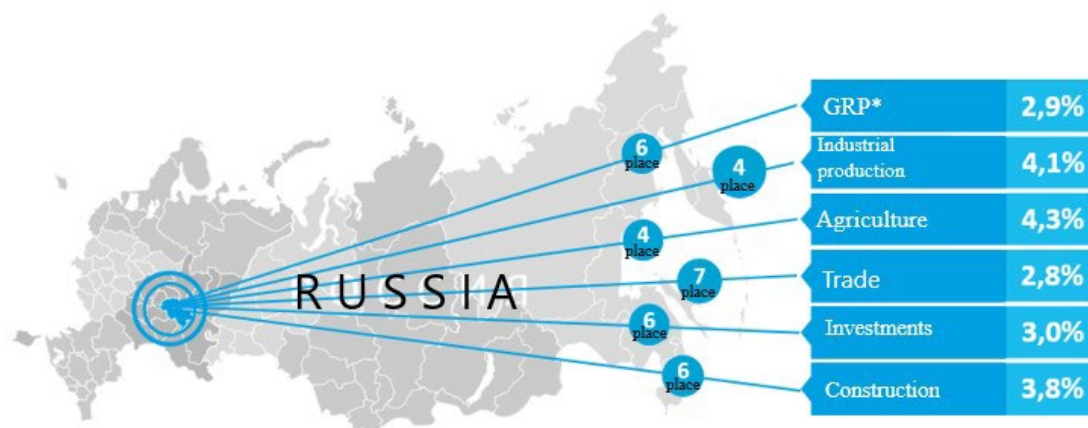 GRP* 2,9%
6
place
Industrial
production 4,1%
4
place
Agriculture 4,3%
4
place
RUSSIA
Trade 2,8%
7
place
Investments 3,0%
6
place
Construction 3,8%
6
place